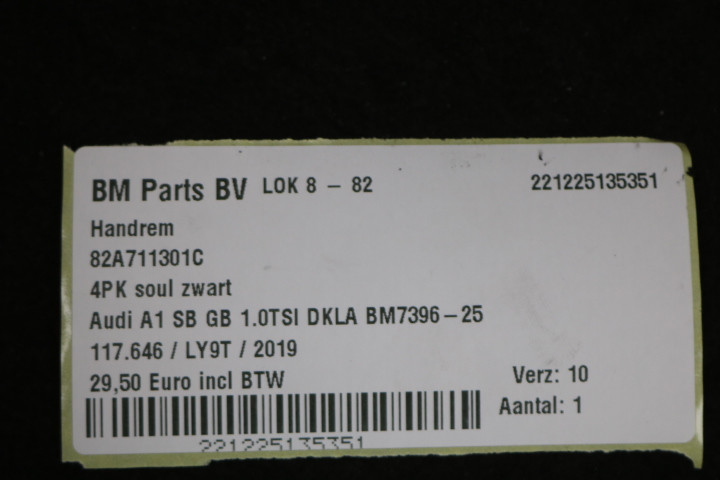 BM Parts BV LOK 8 - 82 221225135351
Handrem
82A711301C
4PK soul zwart
Audi A1 SB GB 1.0TSI DKLA BM7396-25
117.646 / LY9T / 2019
29,50 Euro incl BTW Verz: 10
Aantal: 1
221225135351